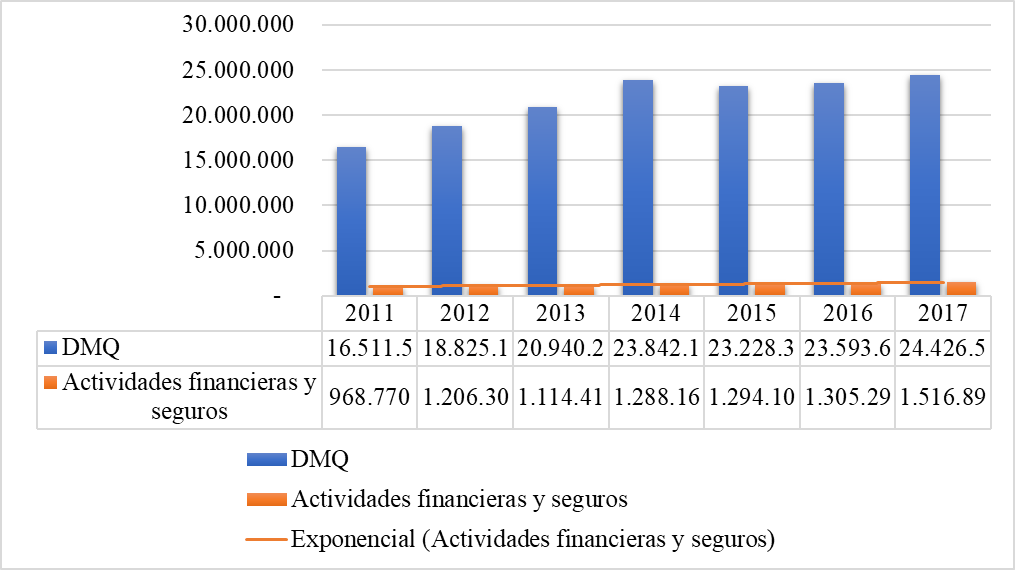 30.000.000
25.000.000
20.000.000
15.000.000
10.000.000
5.000.000
-
2011 2012 2013 2014 2015 2016 2017
DMQ 16.511.5 18.825.1 20.940.2 23.842.1 23.228.3 23.593.6 24.426.5
Actividades financieras y
seguros 968.770 1.206.30 1.114.41 1.288.16 1.294.10 1.305.29 1.516.89
DMQ
Actividades financieras y seguros
Exponencial (Actividades financieras y seguros)